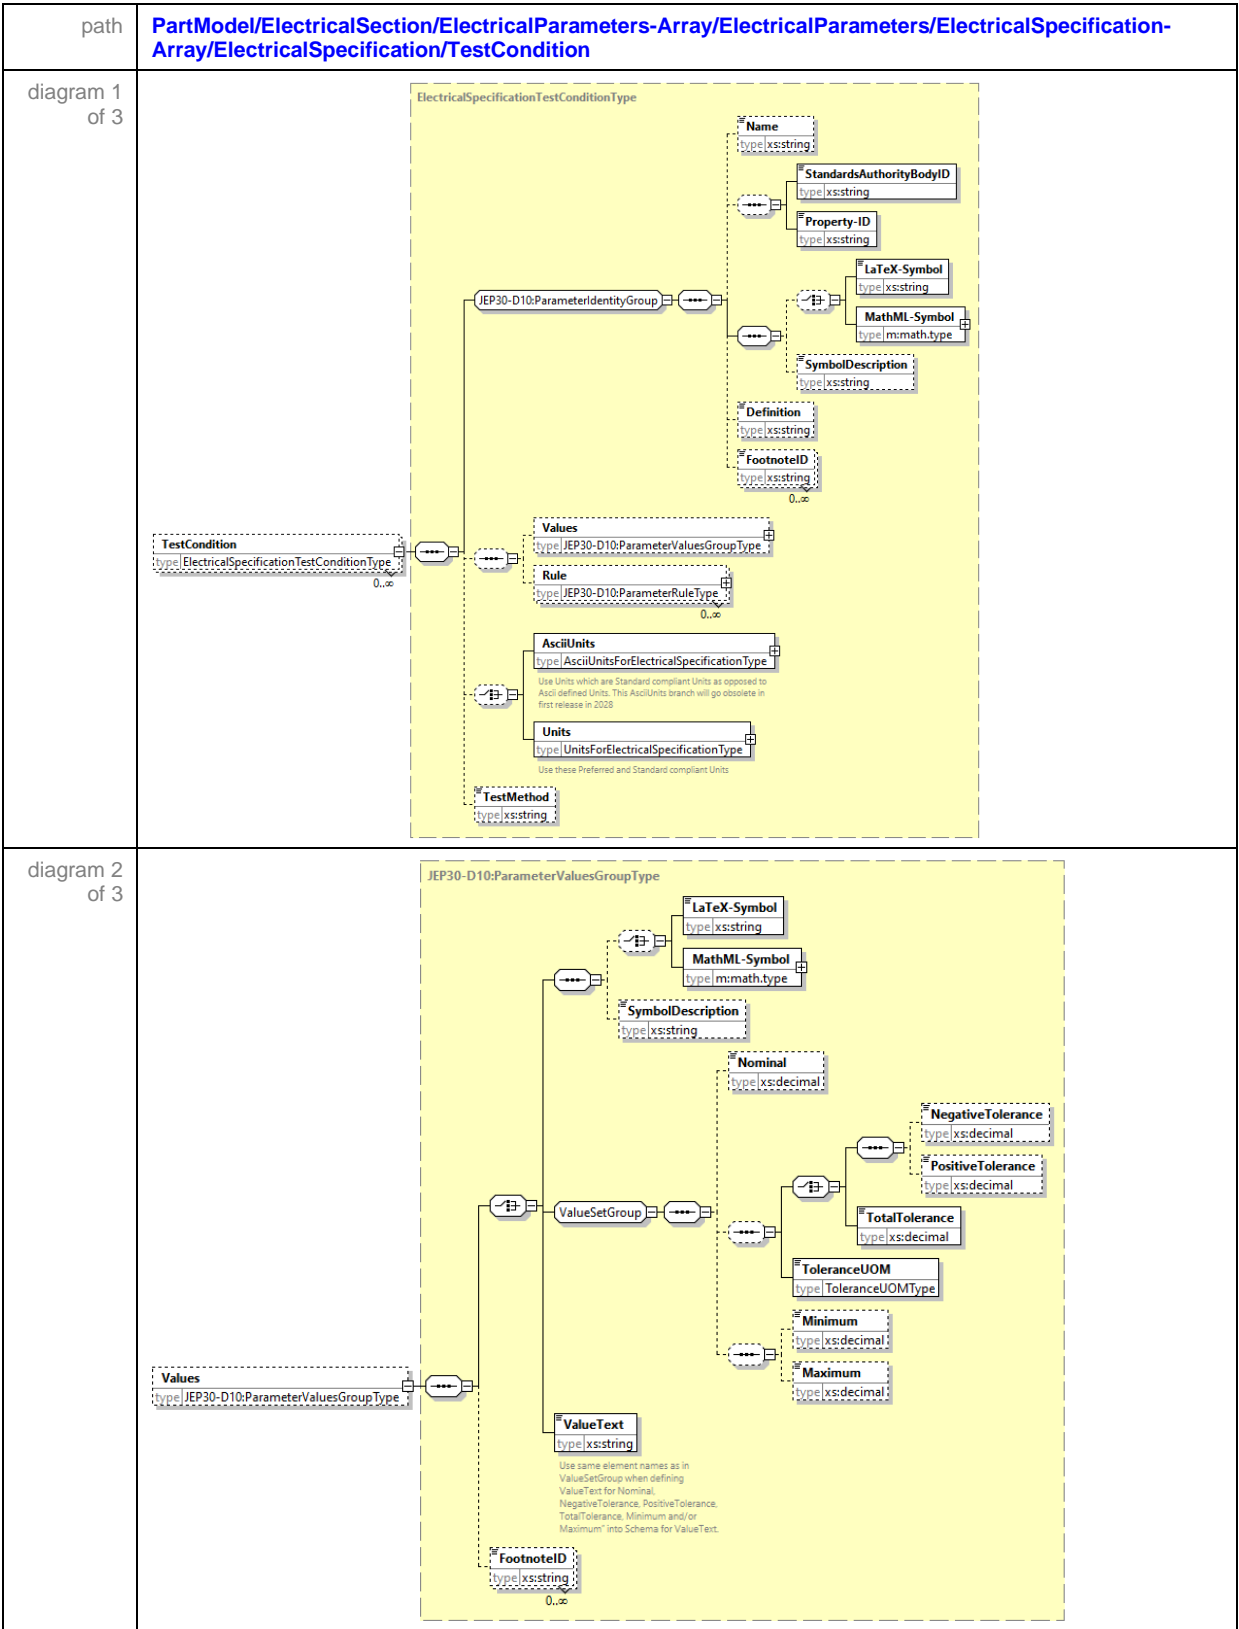 path
PartModel/ElectricalSection/ElectricalParameters-Array/ElectricalParameters/ElectricalSpecification-
Array/ElectricalSpecification/TestCondition
diagram 1
of 3
ElectricalSpecificationTestConditionType
Name
type xs:string
StandardsAuthorityBodyID
type xs:string
Property-ID
type xs:string
LaTeX-Symbol
type xs:string
JEP30-D10:ParameterIdentityGroup
MathML-Symbol
type m:math.type
SymbolDescription
type xs:string
Definition
type xs:string
FootnoteID
type xs:string
0..∞
Values
type JEP30-D10:ParameterValuesGroupType
TestCondition
type ElectricalSpecificationTestConditionType
0..∞
Rule
type JEP30-D10:ParameterRuleType
0..∞
AsciiUnits
type AsciiUnitsForElectricalSpecificationType
Use Units which are Standard compliant Units as opposed to
Ascii defined Units. This AsciiUnits branch will go obsolete in
first release in 2028
Units
type UnitsForElectricalSpecificationType
Use these Preferred and Standard compliant Units
TestMethod
type xs:string
diagram 2
of 3
JEP30-D10:ParameterValuesGroupType
LaTeX-Symbol
type xs:string
MathML-Symbol
type m:math.type
SymbolDescription
type xs:string
Nominal
type xs:decimal
NegativeTolerance
type xs:decimal
PositiveTolerance
type xs:decimal
ValueSetGroup
TotalTolerance
type xs:decimal
ToleranceUOM
type ToleranceUOMType
Minimum
type xs:decimal
Maximum
type xs:decimal
Values
type JEP30-D10:ParameterValuesGroupType
ValueText
type xs:string
Use same element names as in
ValueSetGroup when defining
ValueText for Nominal,
NegativeTolerance, PositiveTolerance,
TotalTolerance, Minimum and/or
Maximum" into Schema for ValueText.
FootnoteID
type xs:string
0..∞